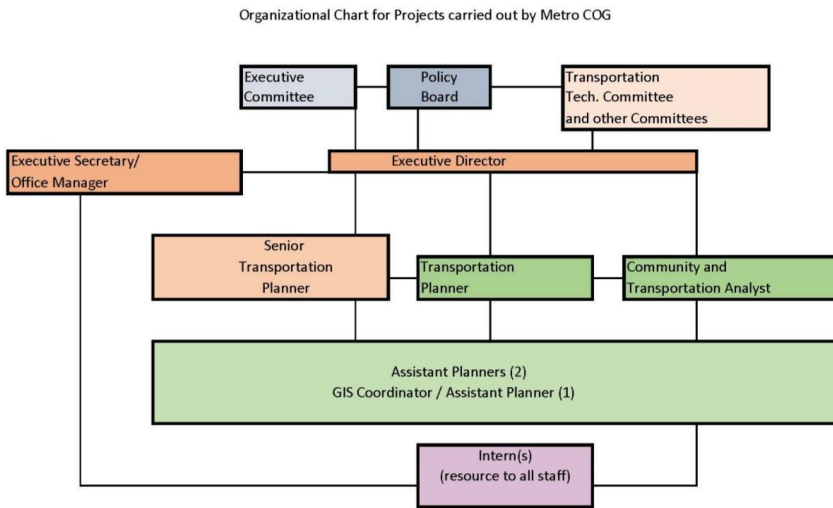 Organizational Chart for Projects carried out by Metro COG
Executive
Committee
Policy
Board
Transportation
Tech. Committee
and other Committees
Executive Secretary/
Office Manager
Executive Director
Senior
Transportation
Planner
Transportation
Planner
Community and
Transportation Analyst
Assistant Planners (2)
GIS Coordinator / Assistant Planner (1)
Intern(s)
(resource to all staff)